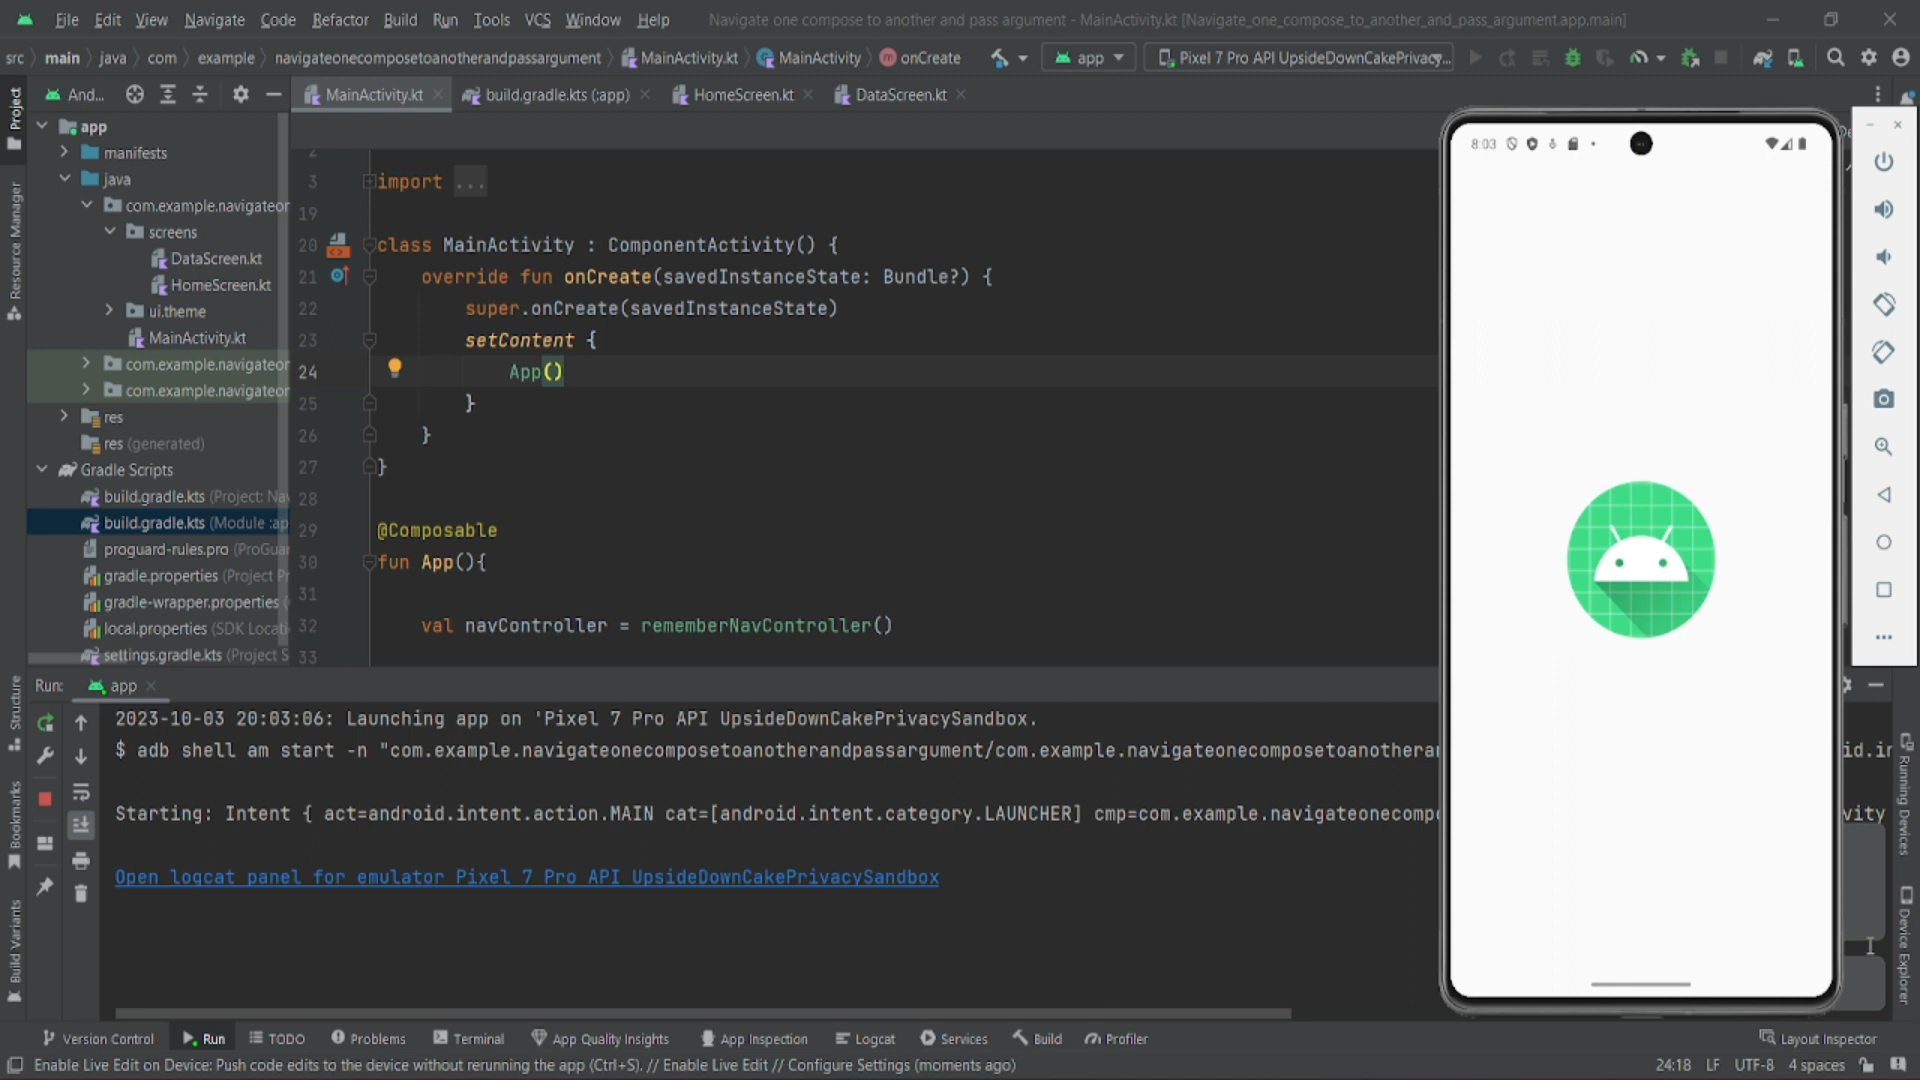 File Edit View Navigate Code Refactor Build Run Tools VCS Window Help Navigate one compose to another and pass argument - MainActivity.kt [Navigate_one_compose_to_another_and_pass_argument.app.main]
src main java com example navigateonecomposetoanotherandpassargument MainActivity.kt MainActivity onCreate app Pixel 7 Pro API UpsideDownCakePrivacy...
And... MainActivity.kt build.gradle.kts (:app) HomeScreen.kt DataScreen.kt
Project
Resource Manager
Structure
Bookmarks
Build Variants
app
manifests
java
com.example.navigateor
screens
DataScreen.kt
HomeScreen.kt
ui.theme
MainActivity.kt
com.example.navigateor
com.example.navigateor
res
res (generated)
Gradle Scripts
build.gradle.kts (Project: Nav
build.gradle.kts (Module :ap
proguard-rules.pro (ProGuar
gradle.properties (Project Pr
gradle-wrapper.properties (
local.properties (SDK Locati
settings.gradle.kts (Project S
2
3 import ...
19
20 class MainActivity : ComponentActivity() {
21 override fun onCreate(savedInstanceState: Bundle?) {
22 super.onCreate(savedInstanceState)
23 setContent {
24 App()
25 }
26 }
27 }
28
29 @Composable
30 fun App(){
31
32 val navController = rememberNavController()
33
8:03
Run: app
2023-10-03 20:03:06: Launching app on 'Pixel 7 Pro API UpsideDownCakePrivacySandbox.
$ adb shell am start -n "com.example.navigateonecomposetoanotherandpassargument/com.example.navigateonecomposetoanotherar id.in
Starting: Intent { act=android.intent.action.MAIN cat=[android.intent.category.LAUNCHER] cmp=com.example.navigateonecompo vity
Open logcat panel for emulator Pixel 7 Pro API UpsideDownCakePrivacySandbox
Running Devices
Device Explorer
Version Control Run TODO Problems Terminal App Quality Insights App Inspection Logcat Services Build Profiler Layout Inspector
Enable Live Edit on Device: Push code edits to the device without rerunning the app (Ctrl+S). // Enable Live Edit // Configure Settings (moments ago) 24:18 LF UTF-8 4 spaces